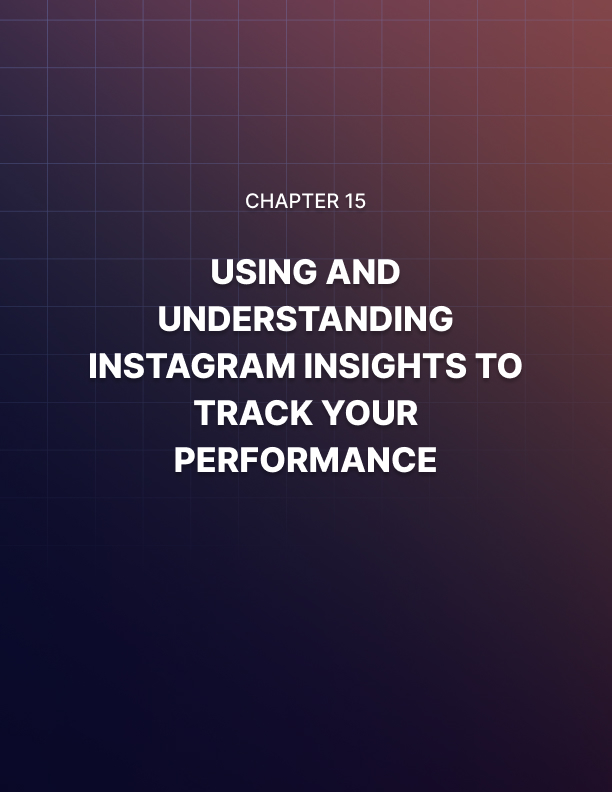 CHAPTER 15
USING AND
UNDERSTANDING
INSTAGRAM INSIGHTS TO
TRACK YOUR
PERFORMANCE